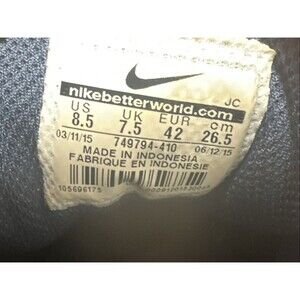 JC
nikebetterworld.com
US UK EUR cm
8.5 7.5 42 26.5
03/11/15 749794-410 06/12/15
MADE IN INDONESIA
FABRIQUE EN INDONESIE
105696175